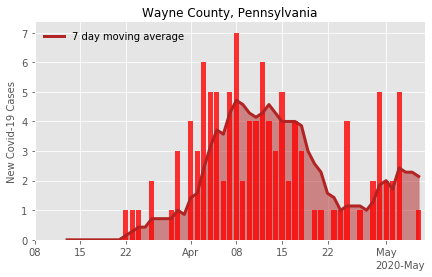 Wayne County, Pennsylvania
7 day moving average
New Covid-19 Cases
7
6
5
4
3
2
1
0
08 15 22 Apr 08 15 22 May
2020-May